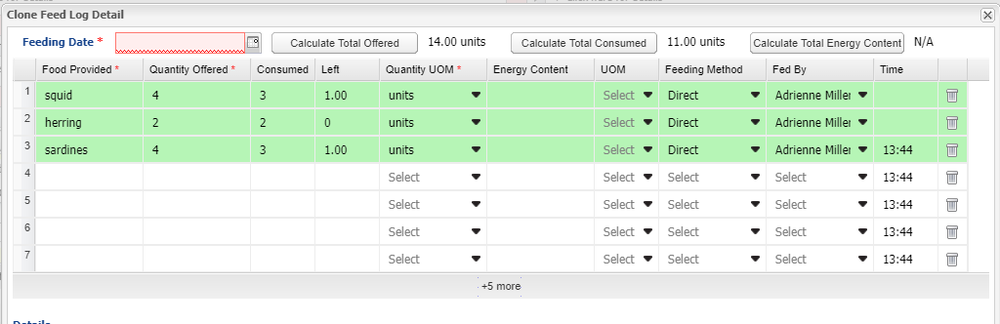 Clone Feed Log Detail
Feeding Date * Calculate Total Offered 14.00 units Calculate Total Consumed 11.00 units Calculate Total Energy Content N/A
Food Provided * Quantity Offered * Consumed Left Quantity UOM * Energy Content UOM Feeding Method Fed By Time
1 squid 4 3 1.00 units Select Direct Adrienne Miller
2 herring 2 2 0 units Select Direct Adrienne Miller
3 sardines 4 3 1.00 units Select Direct Adrienne Miller 13:44
4 Select Select Select Select 13:44
5 Select Select Select Select 13:44
6 Select Select Select Select 13:44
7 Select Select Select Select 13:44
+5 more